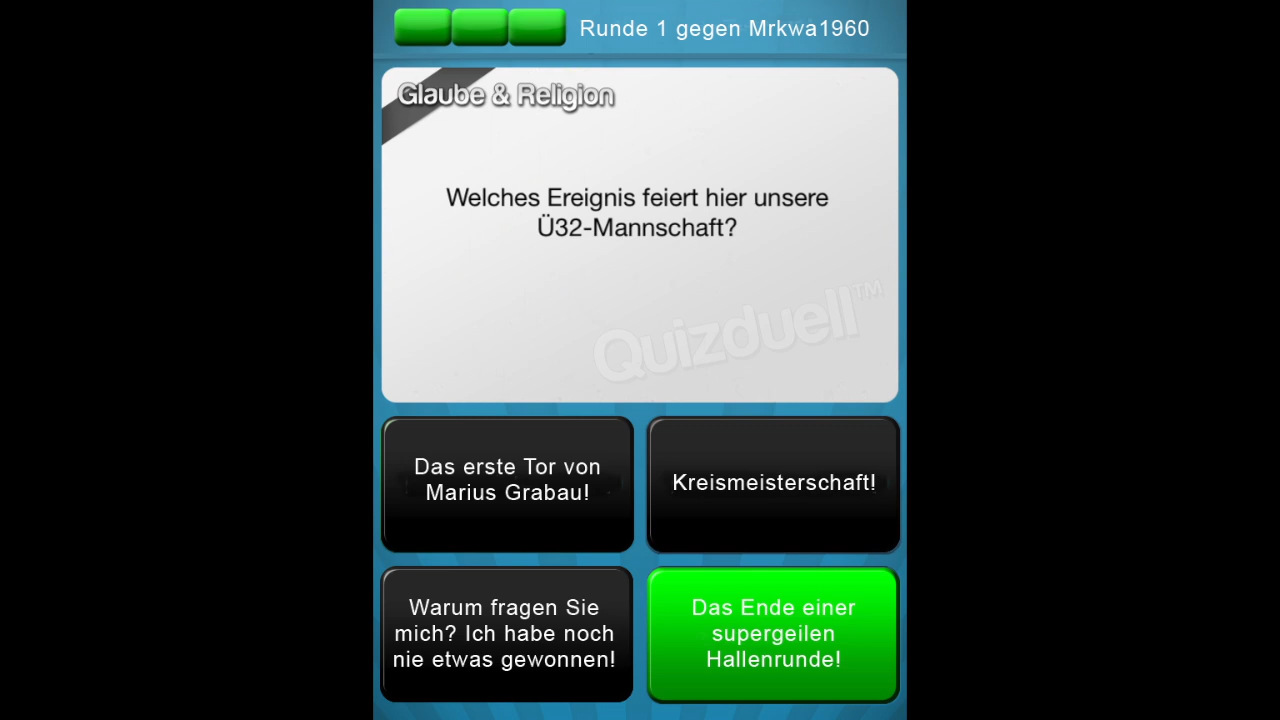 Runde 1 gegen Mrkwa1960
Glaube & Religion
Welches Ereignis feiert hier unsere
Ü32-Mannschaft?
Quizduell™
Das erste Tor von
Marius Grabau!
Kreismeisterschaft!
Warum fragen Sie
mich? Ich habe noch
nie etwas gewonnen!
Das Ende einer
supergeilen
Hallenrunde!